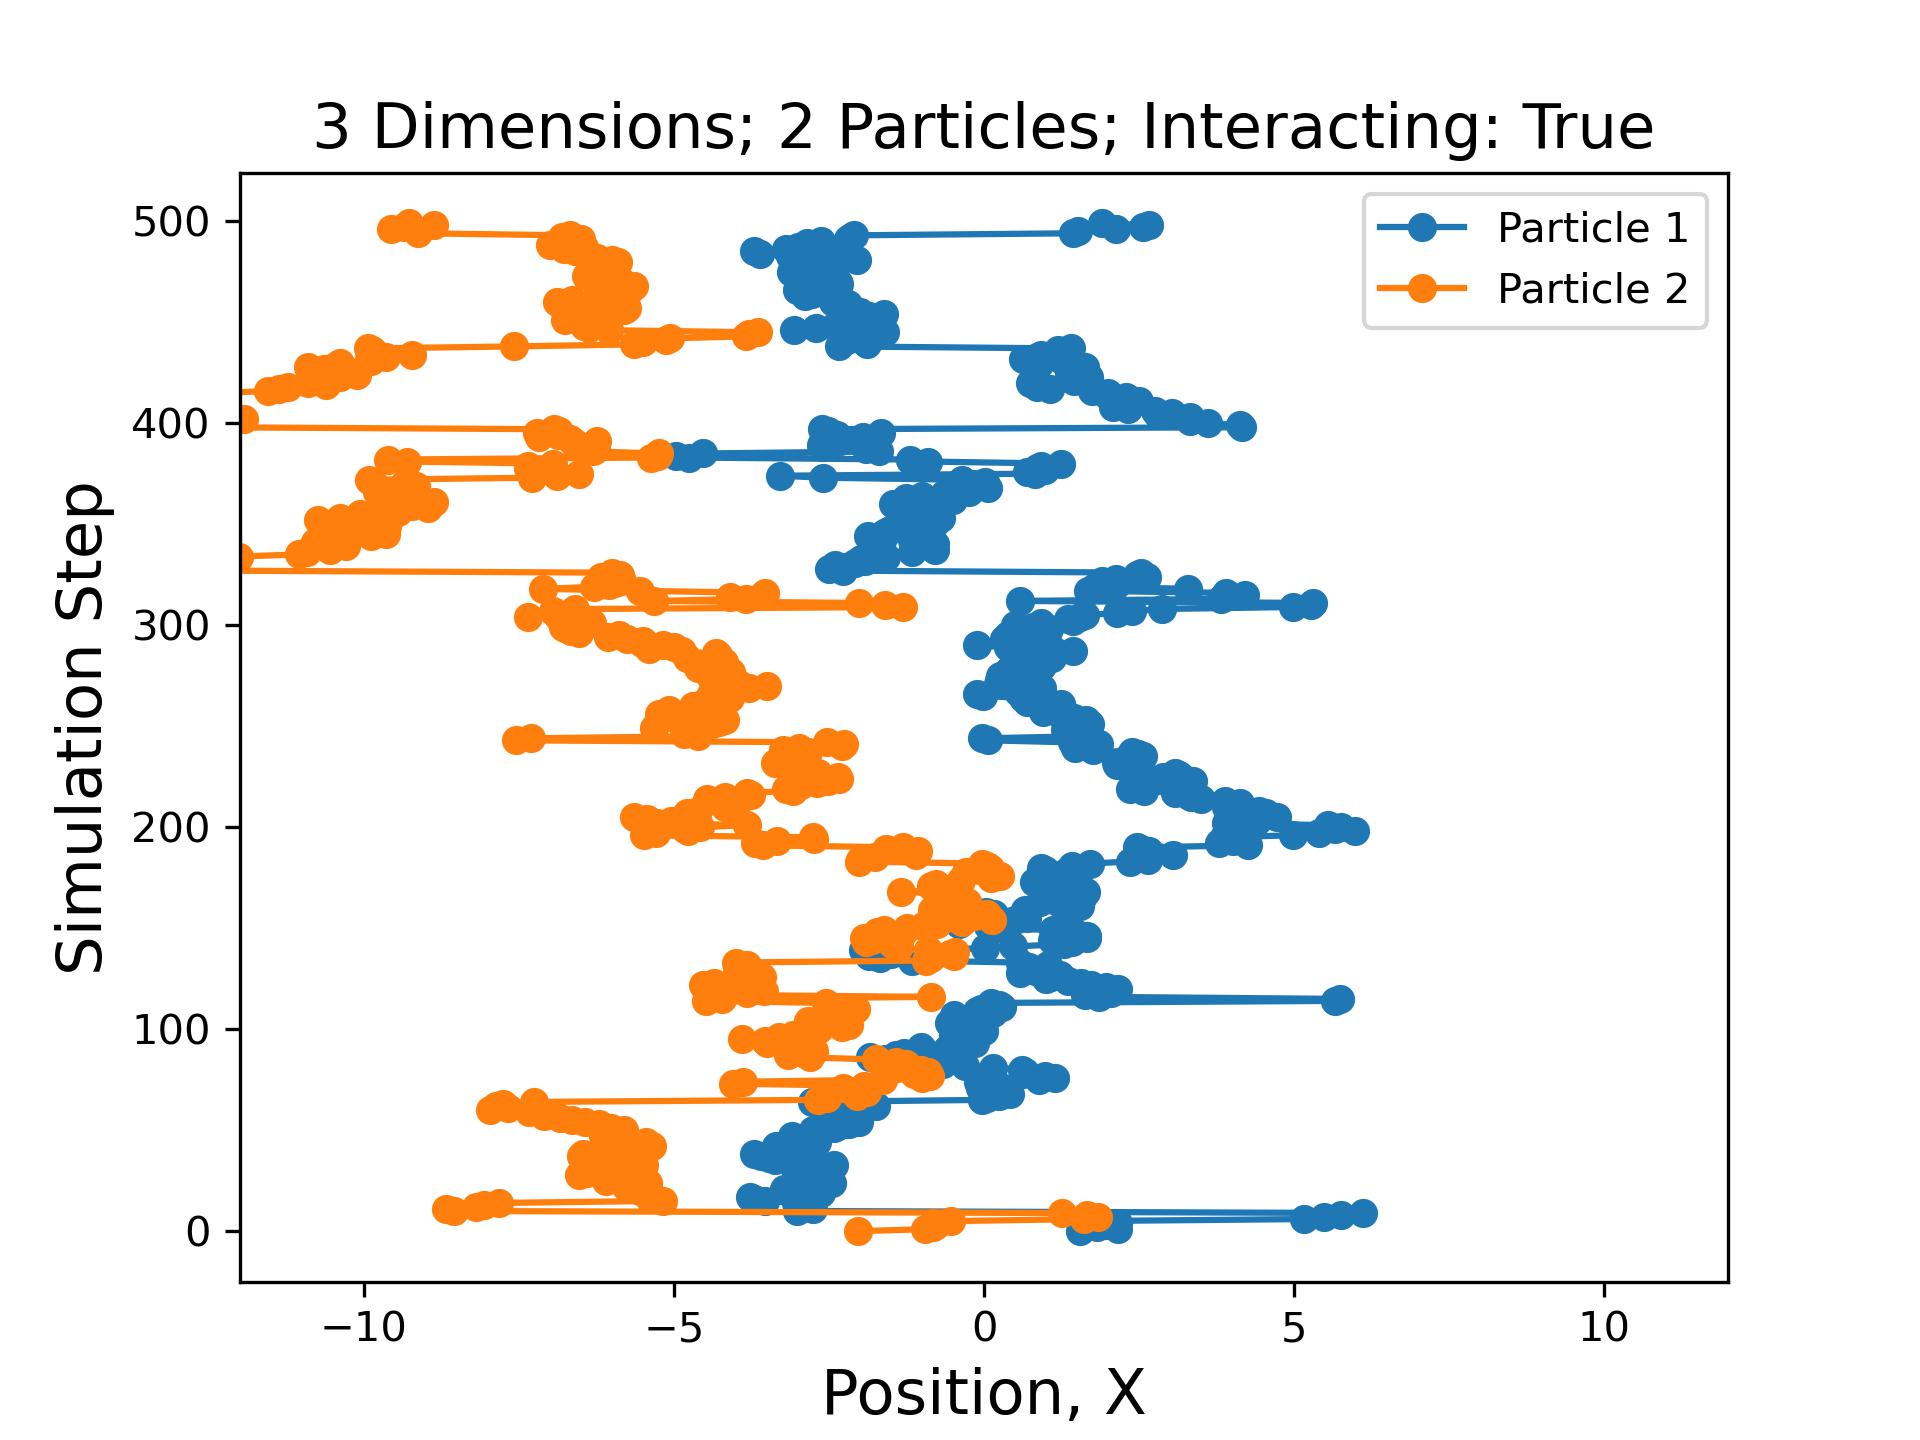 3 Dimensions; 2 Particles; Interacting: True
Particle 1
Particle 2
Simulation Step
500
400
300
200
100
0
−10
−5
0
5
10
Position, X